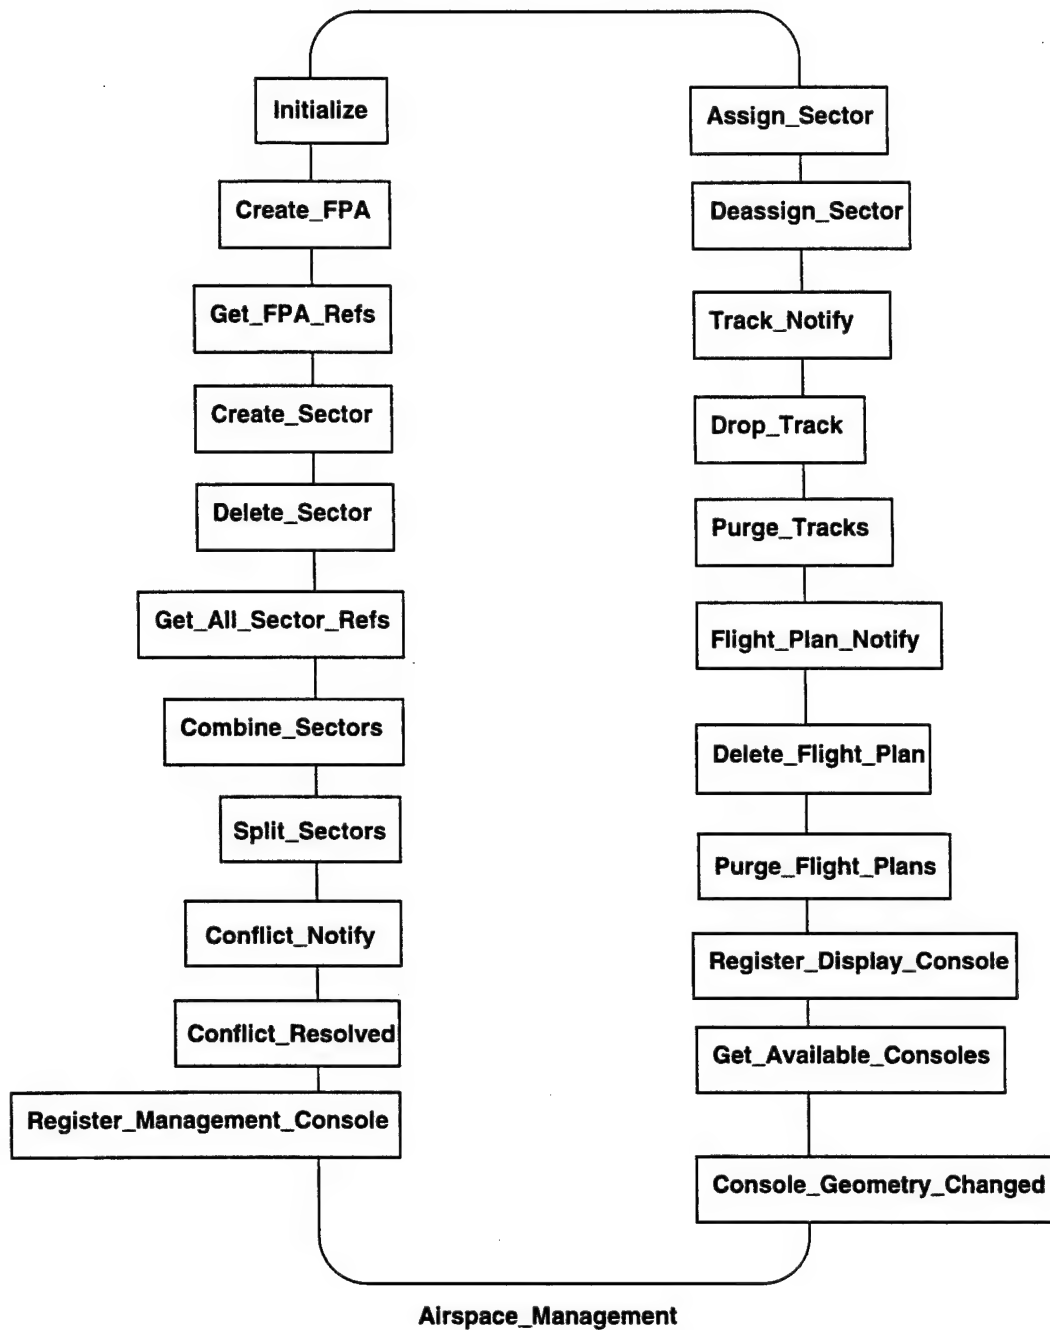 Initialize
Create_FPA
Get_FPA_Refs
Create_Sector
Delete_Sector
Get_All_Sector_Refs
Combine_Sectors
Split_Sectors
Conflict_Notify
Conflict_Resolved
Register_Management_Console
Assign_Sector
Deassign_Sector
Track_Notify
Drop_Track
Purge_Tracks
Flight_Plan_Notify
Delete_Flight_Plan
Purge_Flight_Plans
Register_Display_Console
Get_Available_Consoles
Console_Geometry_Changed
Airspace_Management